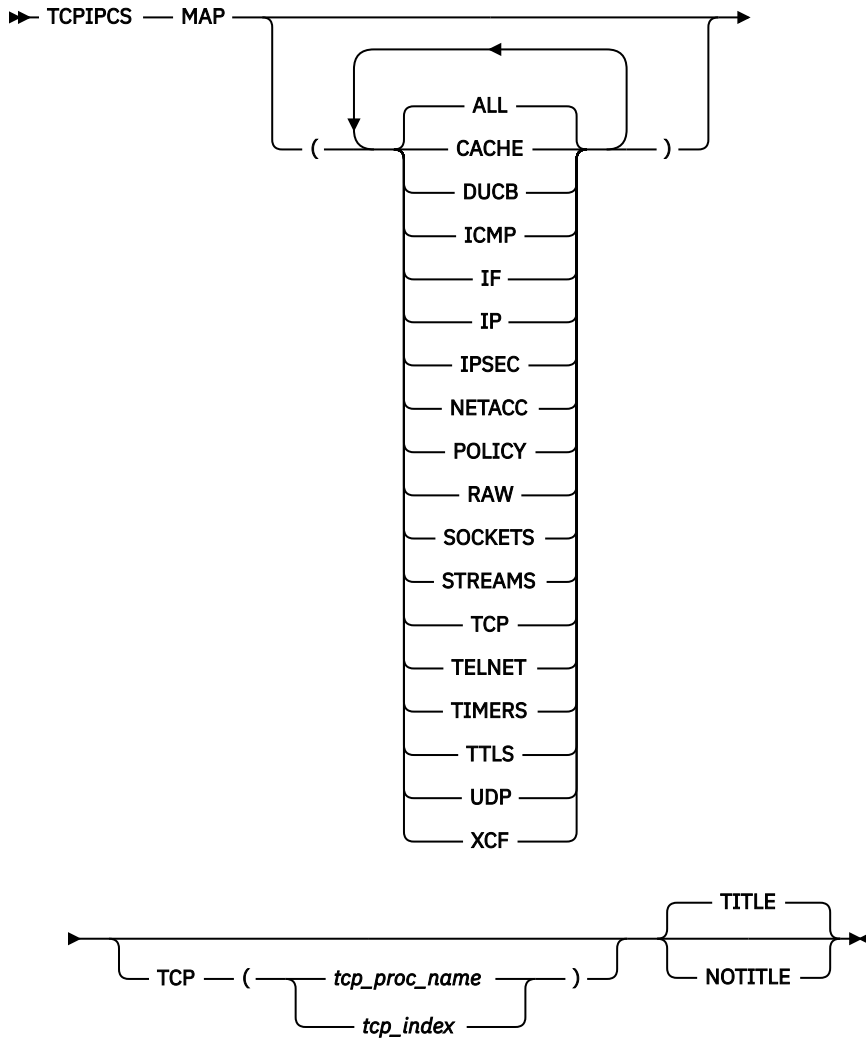 TCPIPCS MAP
ALL
( CACHE )
DUCB
ICMP
IF
IP
IPSEC
NETACC
POLICY
RAW
SOCKETS
STREAMS
TCP
TELNET
TIMERS
TTLS
UDP
XCF
TITLE
TCP ( tcp_proc_name ) NOTITLE
tcp_index